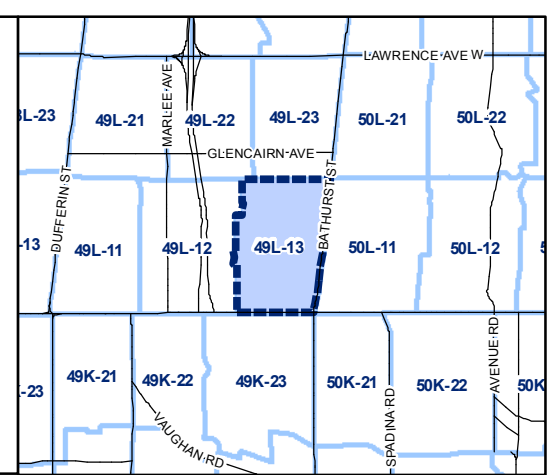 LAWRENCE AVE W
MARLEE AVE
3L-23
49L-21
49L-22
49L-23
50L-21
50L-22
GLENCAIRN AVE
DUFFERIN ST
BATHURST ST
-13
49L-11
49L-12
49L-13
50L-11
50L-12
5
-23
49K-21
49K-22
49K-23
50K-21
50K-22
50K
AVENUE RD
SPADINA RD
VAUGHAN RD